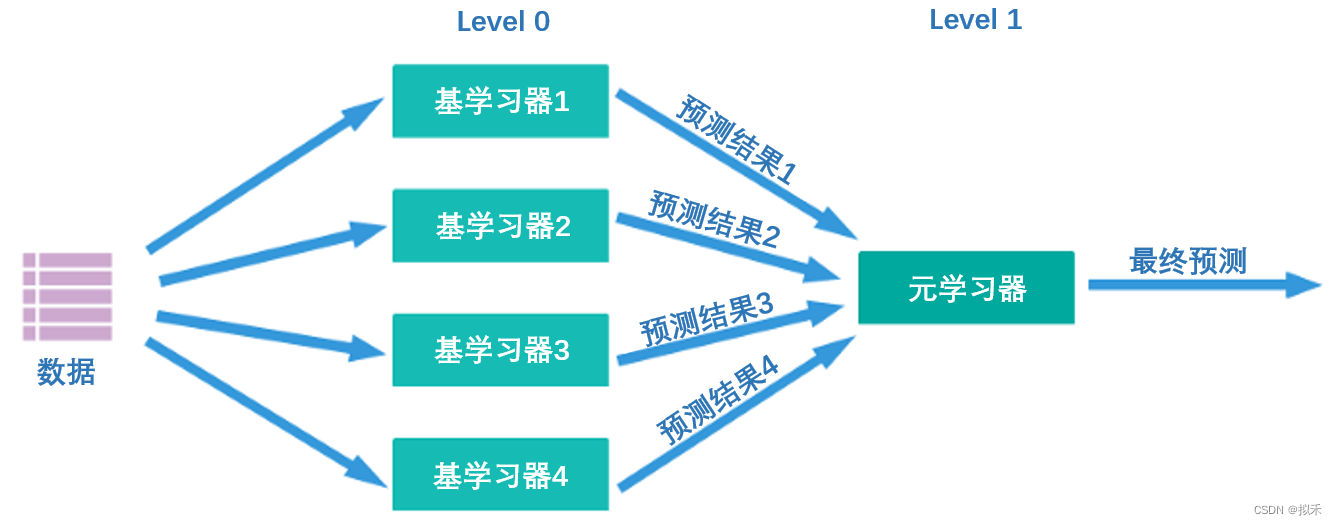 Level 0
Level 1
基学习器1
预测结果1
基学习器2
预测结果2
数据
基学习器3
预测结果3
元学习器
最终预测
基学习器4
预测结果4
CSDN @拟禾